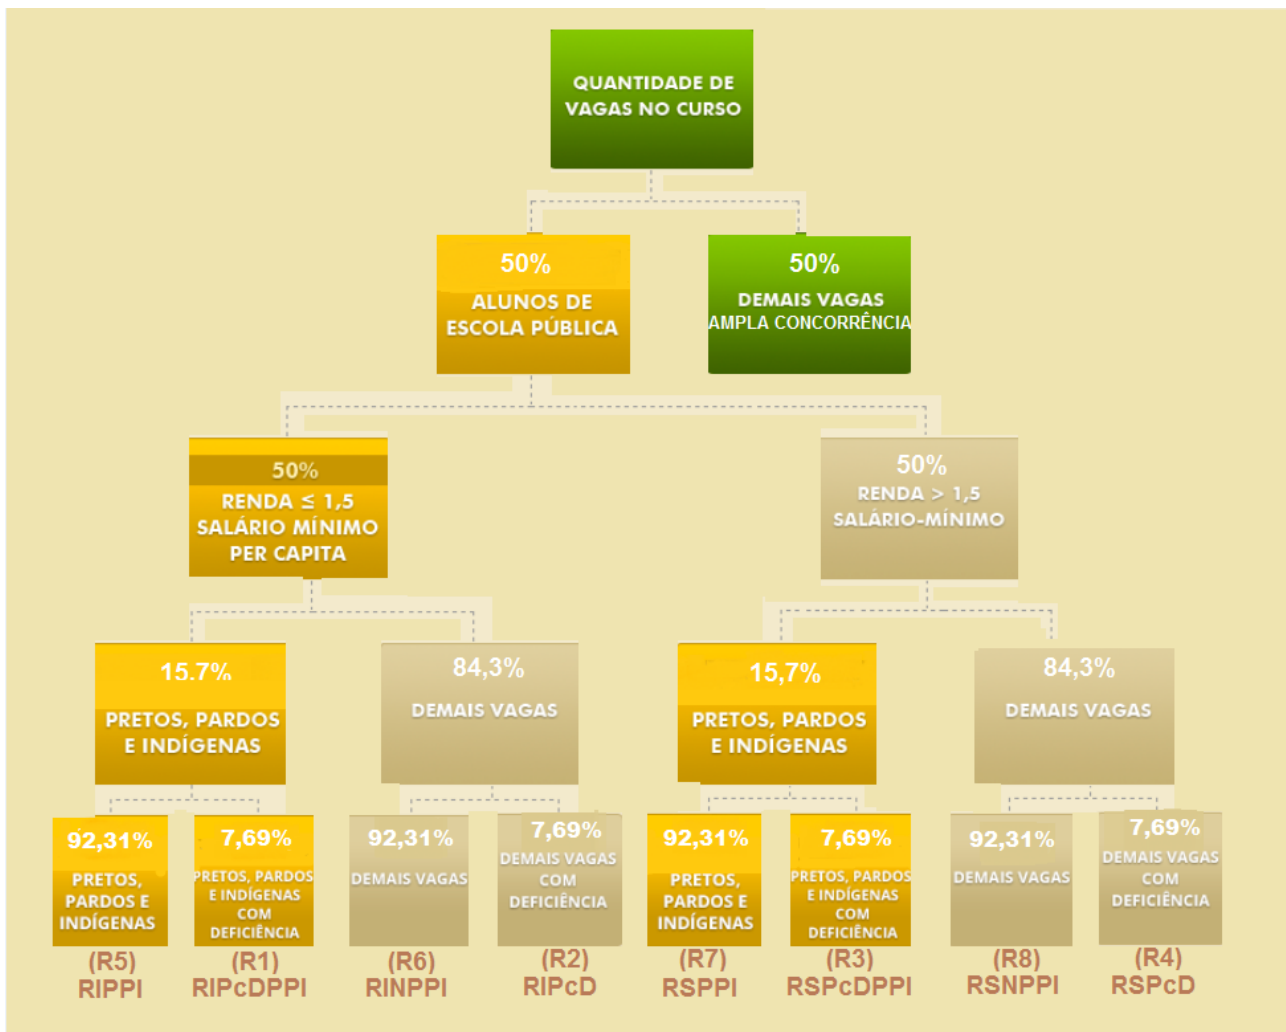 QUANTIDADE DE
VAGAS NO CURSO
50%
ALUNOS DE
ESCOLA PÚBLICA
50%
DEMAIS VAGAS
AMPLA CONCORRÊNCIA
50%
RENDA ≤ 1,5
SALÁRIO MÍNIMO
PER CAPITA
50%
RENDA > 1,5
SALÁRIO-MÍNIMO
15.7%
PRETOS, PARDOS
E INDÍGENAS
84,3%
DEMAIS VAGAS
15,7%
PRETOS, PARDOS
E INDÍGENAS
84,3%
DEMAIS VAGAS
92,31%
PRETOS,
PARDOS E
INDÍGENAS
(R5)
RIPPI
7,69%
PRETOS, PARDOS
E INDÍGENAS
COM
DEFICIÊNCIA
(R1)
RIPcDPPI
92,31%
DEMAIS VAGAS
(R6)
RINPPI
7,69%
DEMAIS VAGAS
COM
DEFICIÊNCIA
(R2)
RIPcD
92,31%
PRETOS,
PARDOS E
INDÍGENAS
(R7)
RSPPI
7,69%
PRETOS, PARDOS
E INDÍGENAS
COM
DEFICIÊNCIA
(R3)
RSPcDPPI
92,31%
DEMAIS VAGAS
(R8)
RSNPPI
7,69%
DEMAIS VAGAS
COM
DEFICIÊNCIA
(R4)
RSPcD